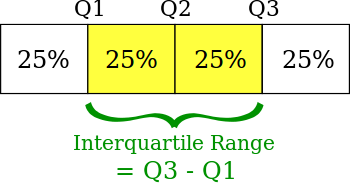 Q1 Q2 Q3
25% 25% 25% 25%
Interquartile Range
= Q3 - Q1